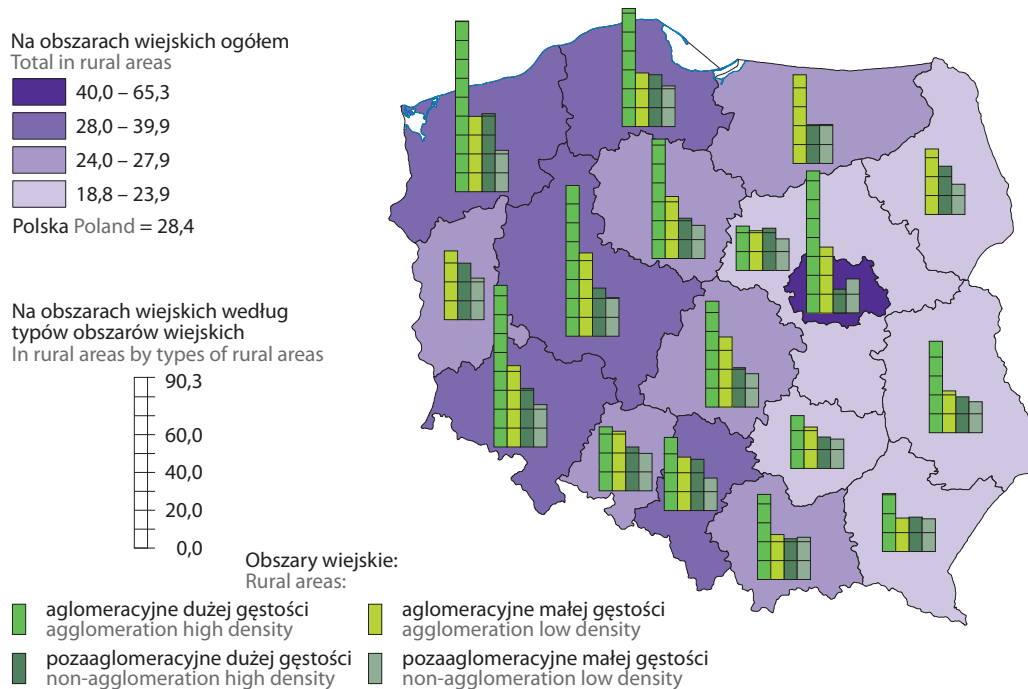 Na obszarach wiejskich ogółem
Total in rural areas
40,0 – 65,3
28,0 – 39,9
24,0 – 27,9
18,8 – 23,9
Polska Poland = 28,4
Na obszarach wiejskich według
typów obszarów wiejskich
In rural areas by types of rural areas
90,3
60,0
40,0
20,0
0,0
Obszary wiejskie:
Rural areas:
aglomeracyjne dużej gęstości
agglomeration high density
aglomeracyjne małej gęstości
agglomeration low density
pozaaglomeracyjne dużej gęstości
non-agglomeration high density
pozaaglomeracyjne małej gęstości
non-agglomeration low density